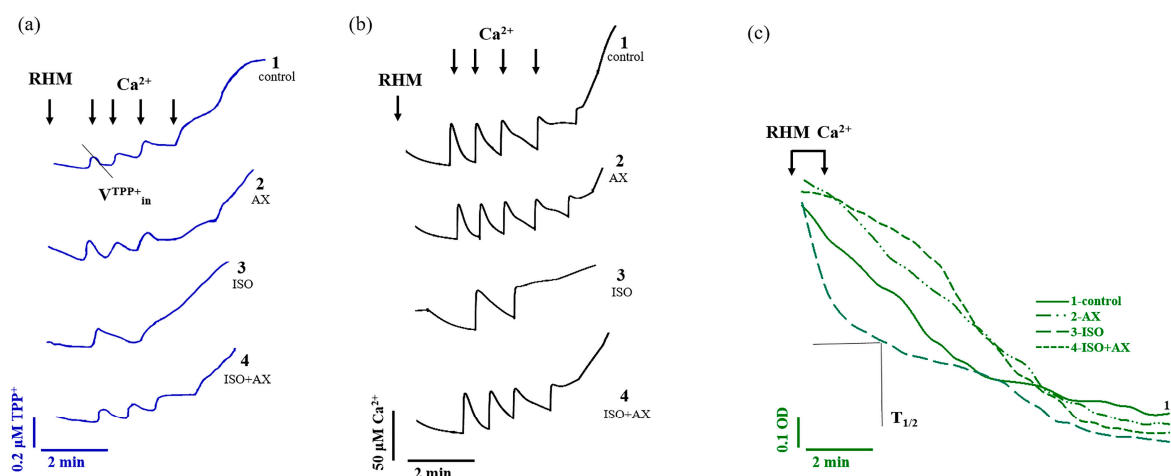 (a)
RHM
Ca²⁺
1
control
Vᵀᴾᴾ⁺ᵢₙ
2
AX
3
ISO
4
ISO+AX
0.2 µM TPP⁺
2 min
(b)
RHM
Ca²⁺
1
control
2
AX
3
ISO
4
ISO+AX
50 µM Ca²⁺
2 min
(c)
RHM Ca²⁺
1-control
2-AX
3-ISO
4-ISO+AX
1
T₁/₂
0.1 OD
2 min